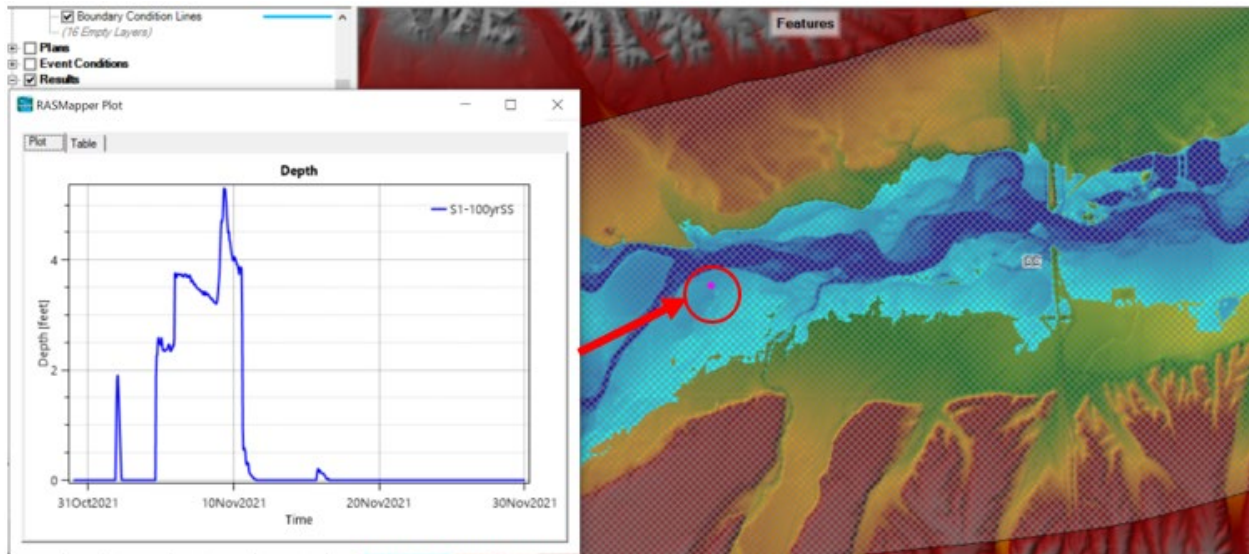 Boundary Condition Lines
(16 Empty Layers)
Plans
Event Conditions
Results
Features
RASMapper Plot
Plot Table
Depth
S1-100yrSS
Depth [feet]
4
2
0
31Oct2021 10Nov2021 20Nov2021 30Nov2021
Time